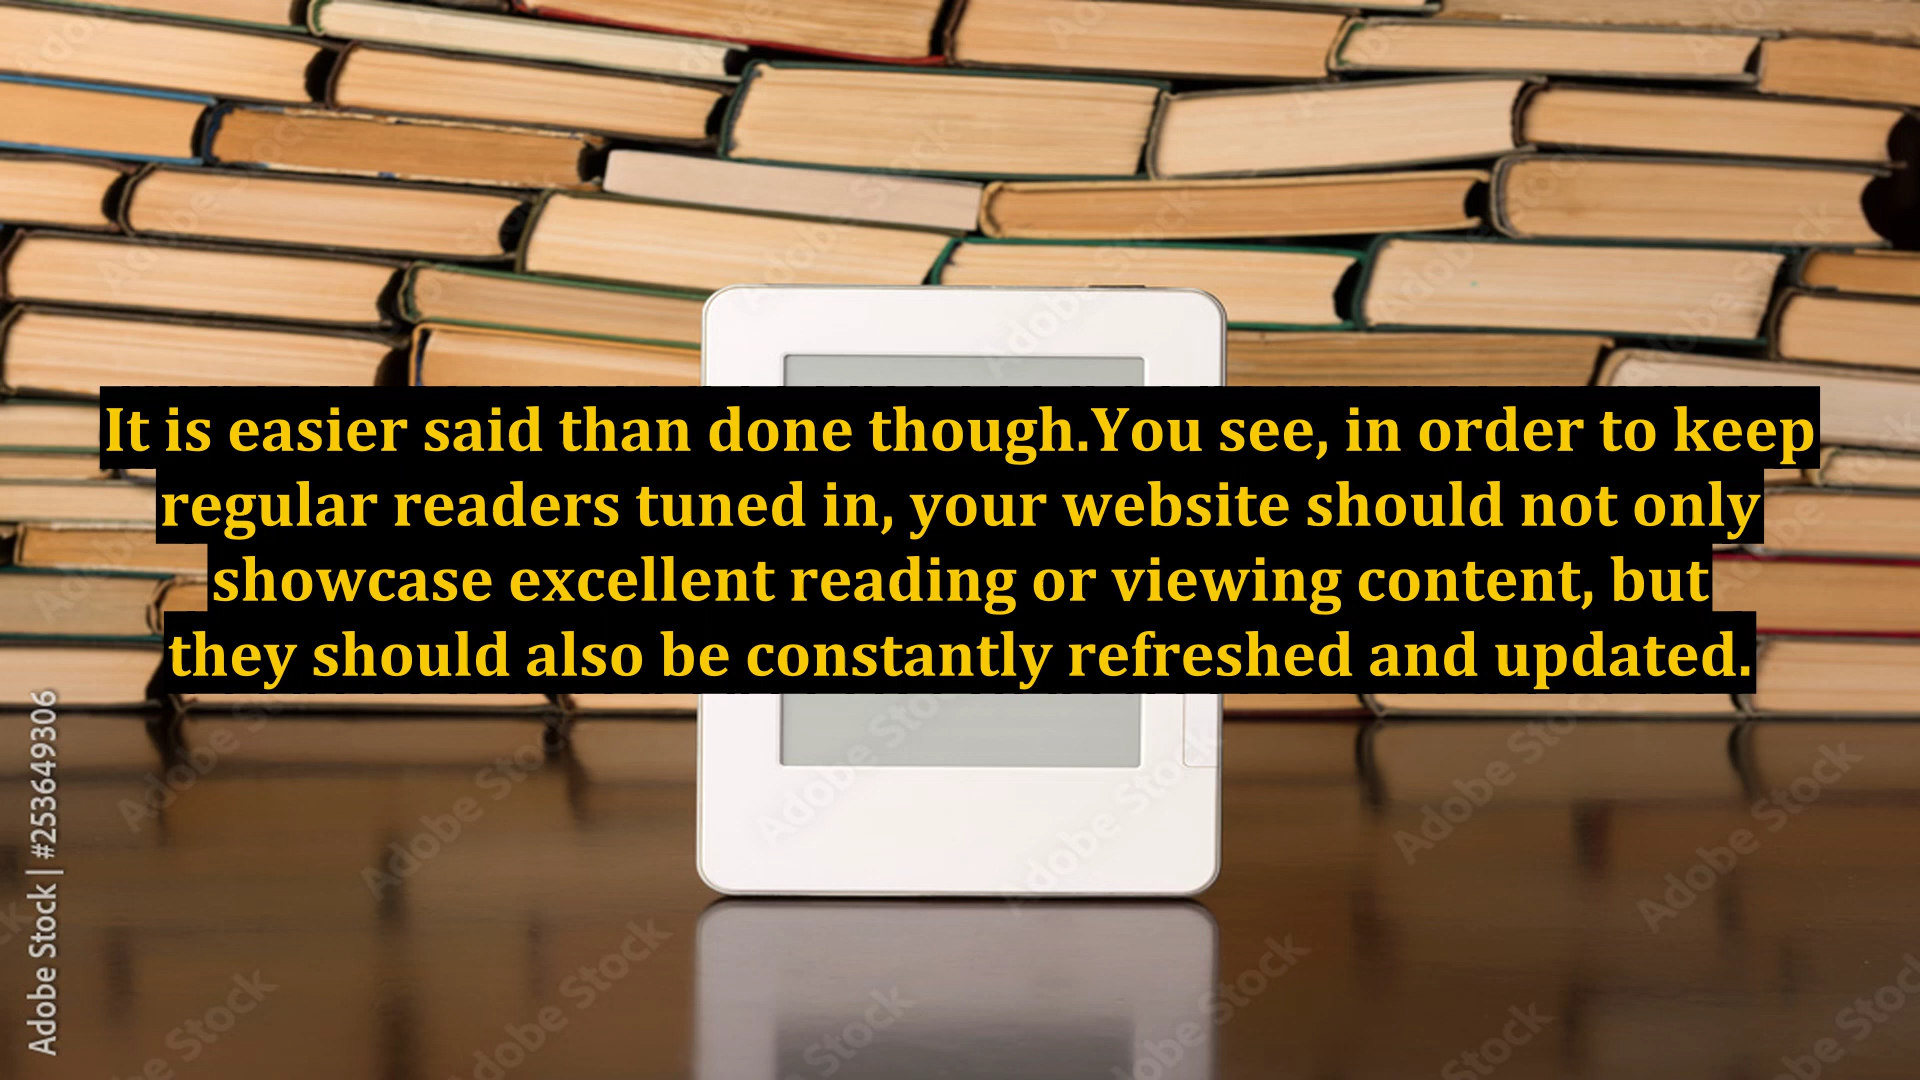 It is easier said than done though.You see, in order to keep
regular readers tuned in, your website should not only
showcase excellent reading or viewing content, but
they should also be constantly refreshed and updated.
Adobe Stock | #253649306